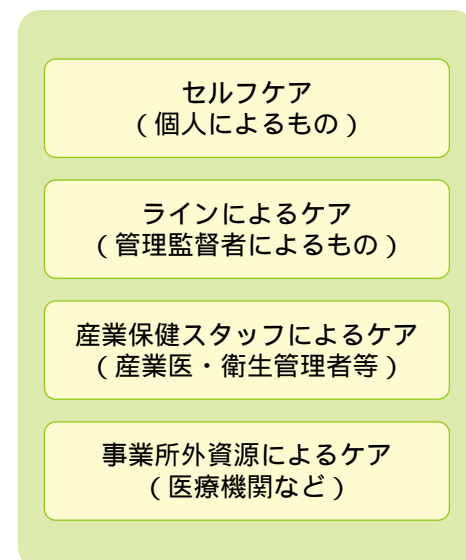 セルフケア
(個人によるもの)
ラインによるケア
(管理監督者によるもの)
産業保健スタッフによるケア
(産業医・衛生管理者等)
事業所外資源によるケア
(医療機関など)